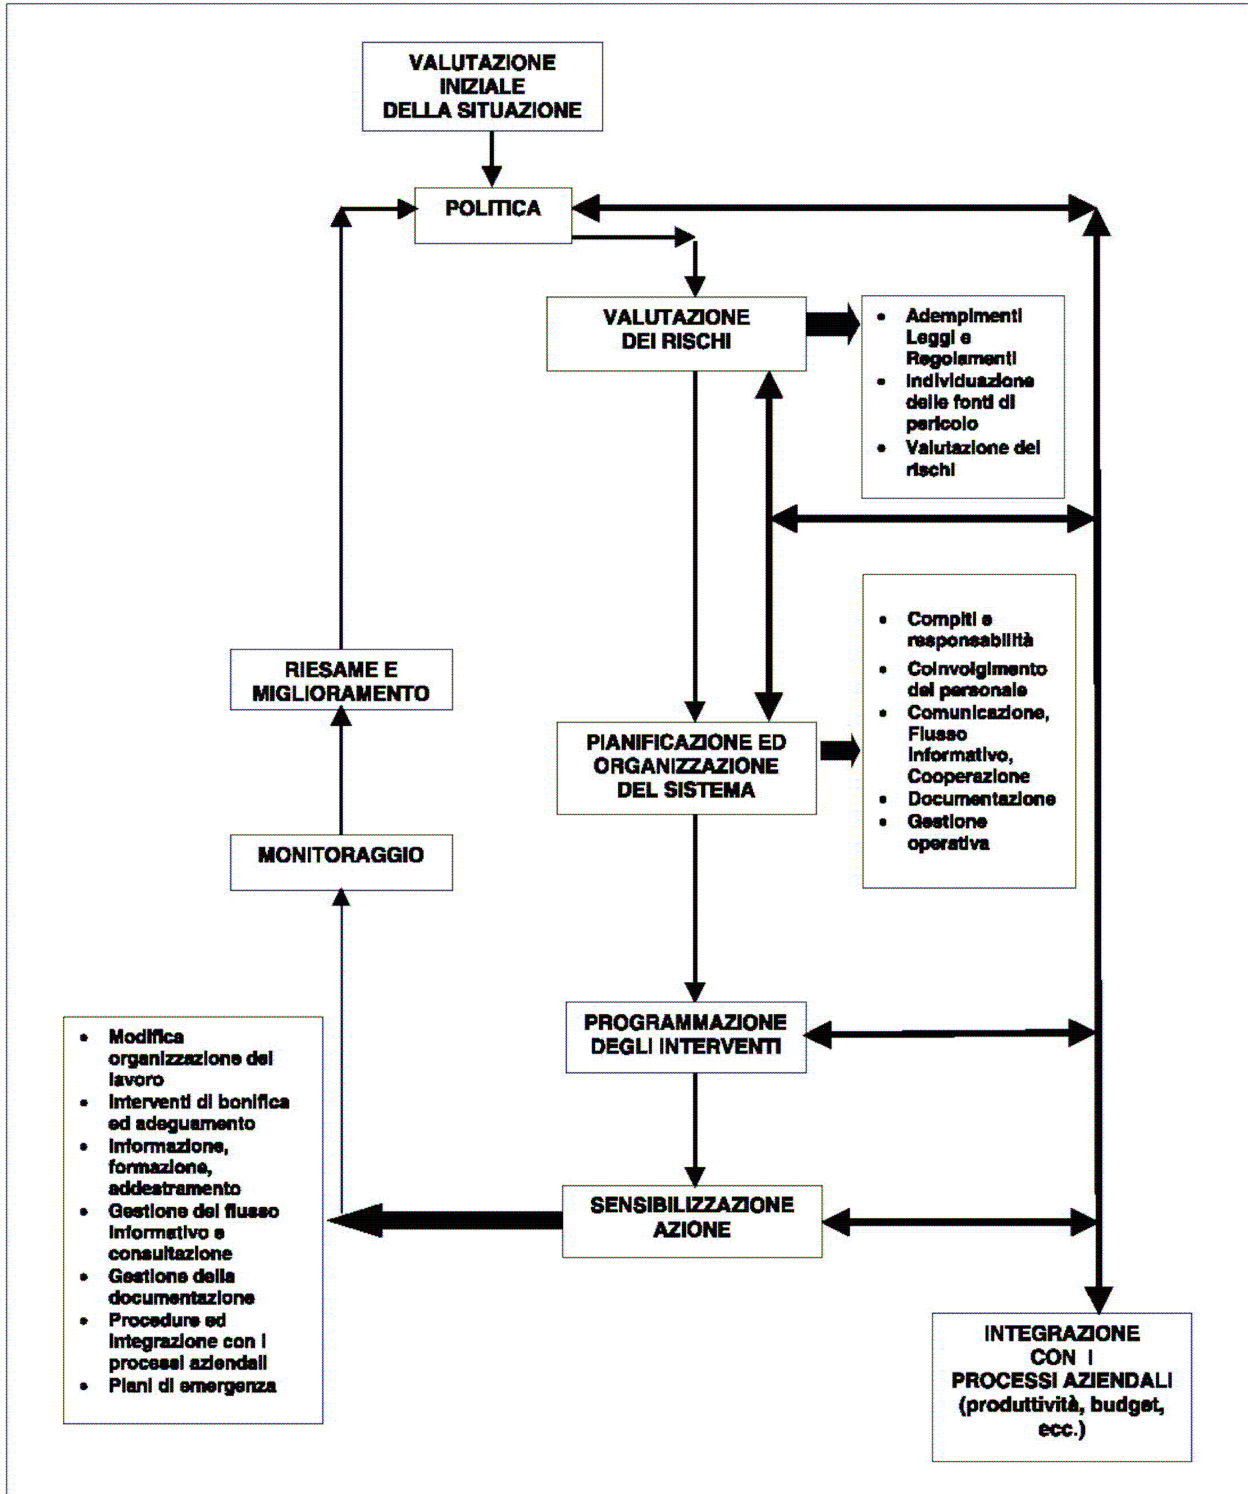 VALUTAZIONE
INIZIALE
DELLA SITUAZIONE
POLITICA
VALUTAZIONE
DEI RISCHI
• Adempimenti
Leggi e
Regolamenti
• Individuazione
delle fonti di
pericolo
• Valutazione dei
rischi
• Compiti e
responsabilità
• Coinvolgimento
del personale
• Comunicazione,
Flusso
Informativo,
Cooperazione
• Documentazione
• Gestione
operativa
RIESAME E
MIGLIORAMENTO
PIANIFICAZIONE ED
ORGANIZZAZIONE
DEL SISTEMA
MONITORAGGIO
PROGRAMMAZIONE
DEGLI INTERVENTI
• Modifica
organizzazione del
lavoro
• Interventi di bonifica
ed adeguamento
• Informazione,
formazione,
addestramento
• Gestione del flusso
Informativo e
consultazione
• Gestione della
documentazione
• Procedure ed
Integrazione con i
processi aziendali
• Piani di emergenza
SENSIBILIZZAZIONE
AZIONE
INTEGRAZIONE
CON I
PROCESSI AZIENDALI
(produttività, budget,
ecc.)